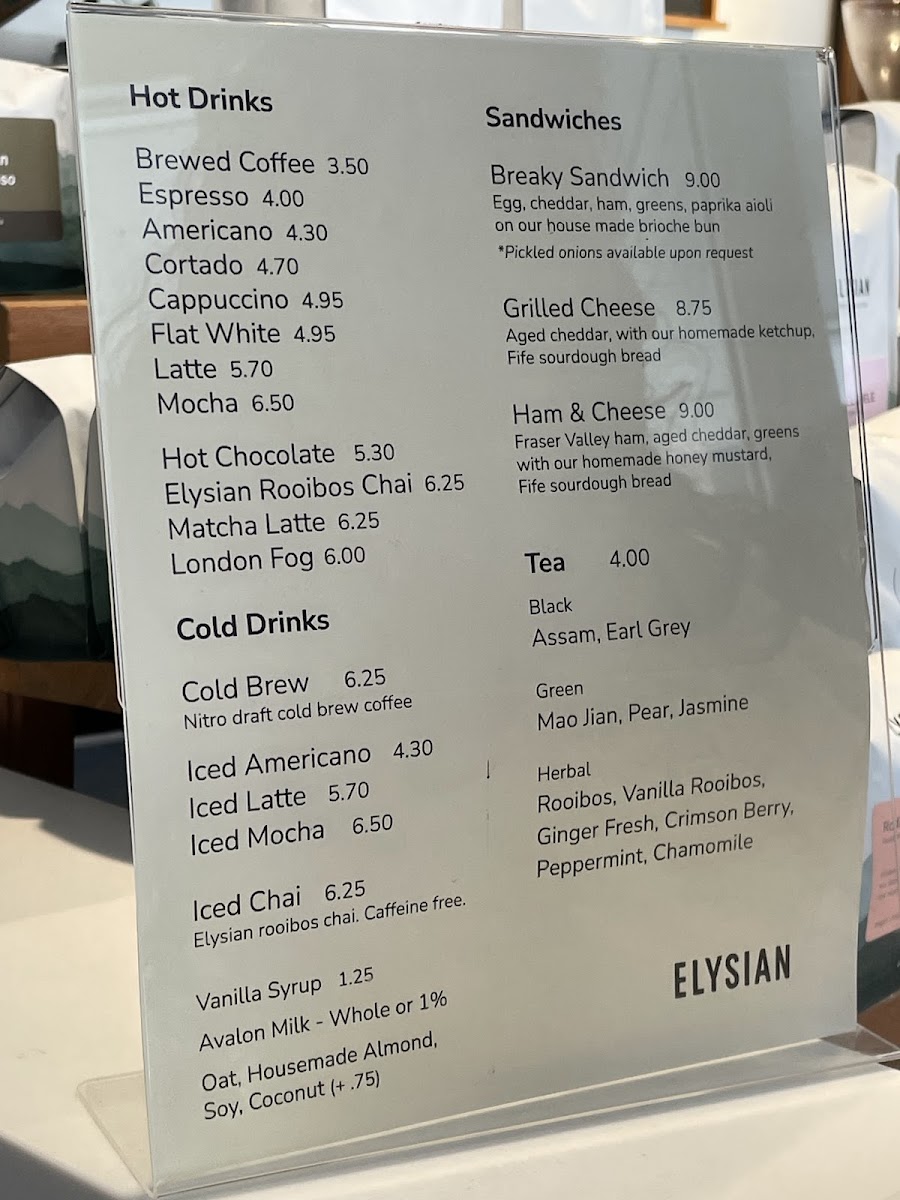 Hot Drinks
Brewed Coffee 3.50
Espresso 4.00
Americano 4.30
Cortado 4.70
Cappuccino 4.95
Flat White 4.95
Latte 5.70
Mocha 6.50
Hot Chocolate 5.30
Elysian Rooibos Chai 6.25
Matcha Latte 6.25
London Fog 6.00
Cold Drinks
Cold Brew 6.25
Nitro draft cold brew coffee
Iced Americano 4.30
Iced Latte 5.70
Iced Mocha 6.50
Iced Chai 6.25
Elysian rooibos chai. Caffeine free.
Vanilla Syrup 1.25
Avalon Milk - Whole or 1%
Oat, Housemade Almond,
Soy, Coconut (+ .75)
Sandwiches
Breaky Sandwich 9.00
Egg, cheddar, ham, greens, paprika aioli
on our house made brioche bun
*Pickled onions available upon request
Grilled Cheese 8.75
Aged cheddar, with our homemade ketchup,
Fife sourdough bread
Ham & Cheese 9.00
Fraser Valley ham, aged cheddar, greens
with our homemade honey mustard,
Fife sourdough bread
Tea 4.00
Black
Assam, Earl Grey
Green
Mao Jian, Pear, Jasmine
Herbal
Rooibos, Vanilla Rooibos,
Ginger Fresh, Crimson Berry,
Peppermint, Chamomile
ELYSIAN